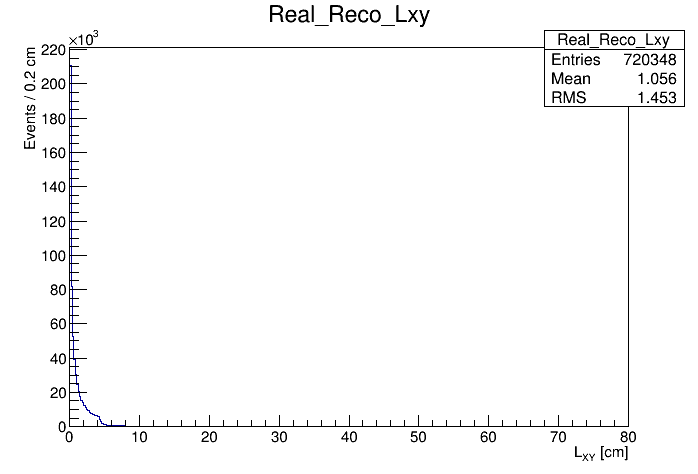 Real_Reco_Lxy
×10³
Real_Reco_Lxy
Entries 720348
Mean 1.056
RMS 1.453
Events / 0.2 cm
220
200
180
160
140
120
100
80
60
40
20
0
0 10 20 30 40 50 60 70 80
L_XY [cm]